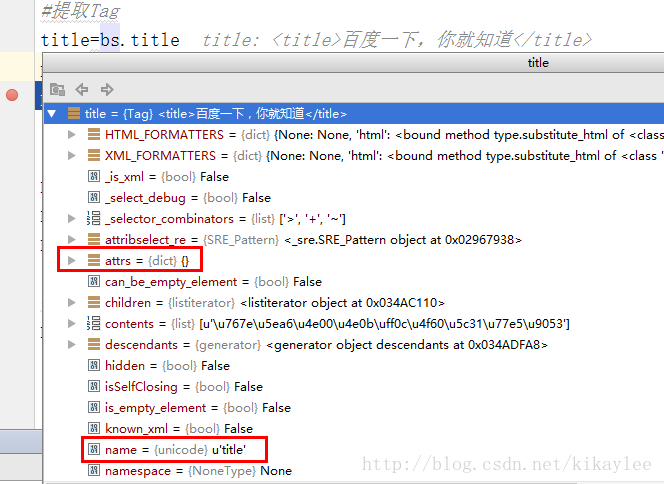 #提取Tag
title=bs.title title: <title>百度一下，你就知道</title>
title
title = {Tag} <title>百度一下，你就知道</title>
HTML_FORMATTERS = {dict} {None: None, 'html': <bound method type.substitute_html of <class
XML_FORMATTERS = {dict} {None: None, 'html': <bound method type.substitute_html of <class '
_is_xml = {bool} False
_select_debug = {bool} False
_selector_combinators = {list} ['>', '+', '~']
attribselect_re = {SRE_Pattern} <_sre.SRE_Pattern object at 0x02967938>
attrs = {dict} {}
can_be_empty_element = {bool} False
children = {listiterator} <listiterator object at 0x034AC110>
contents = {list} [u'\u767e\u5ea6\u4e00\u4e0b\uff0c\u4f60\u5c31\u77e5\u9053']
descendants = {generator} <generator object descendants at 0x034ADFA8>
hidden = {bool} False
isSelfClosing = {bool} False
is_empty_element = {bool} False
known_xml = {bool} False
name = {unicode} u'title'
namespace = {NoneType} None
http://blog.csdn.net/kikaylee